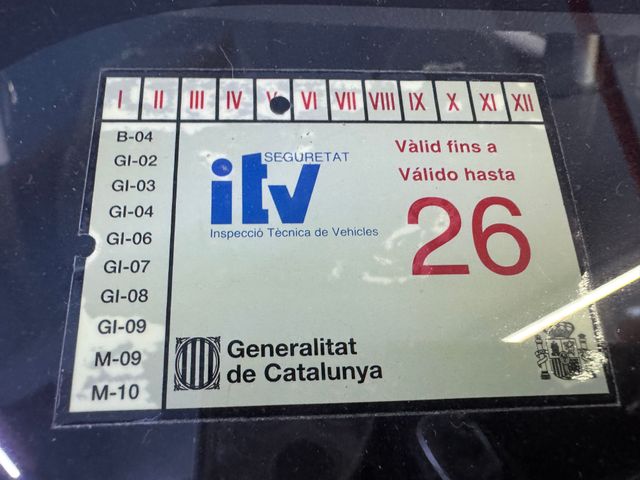 I II III IV V VI VII VIII IX X XI XII
B-04
GI-02
GI-03
GI-04
GI-06
GI-07
GI-08
GI-09
M-09
M-10
SEGURETAT
itv
Inspecció Tècnica de Vehicles
Vàlid fins a
Válido hasta
26
Generalitat
de Catalunya